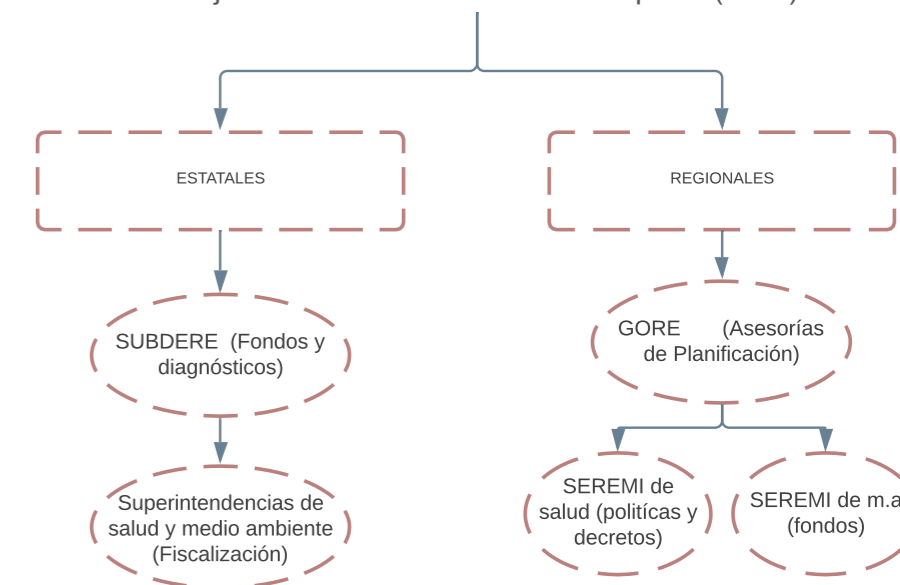 ESTATALES
REGIONALES
SUBDERE (Fondos y
diagnósticos)
GORE (Asesorías
de Planificación)
Superintendencias de
salud y medio ambiente
(Fiscalización)
SEREMI de
salud (politícas y
decretos)
SEREMI de m.a
(fondos)